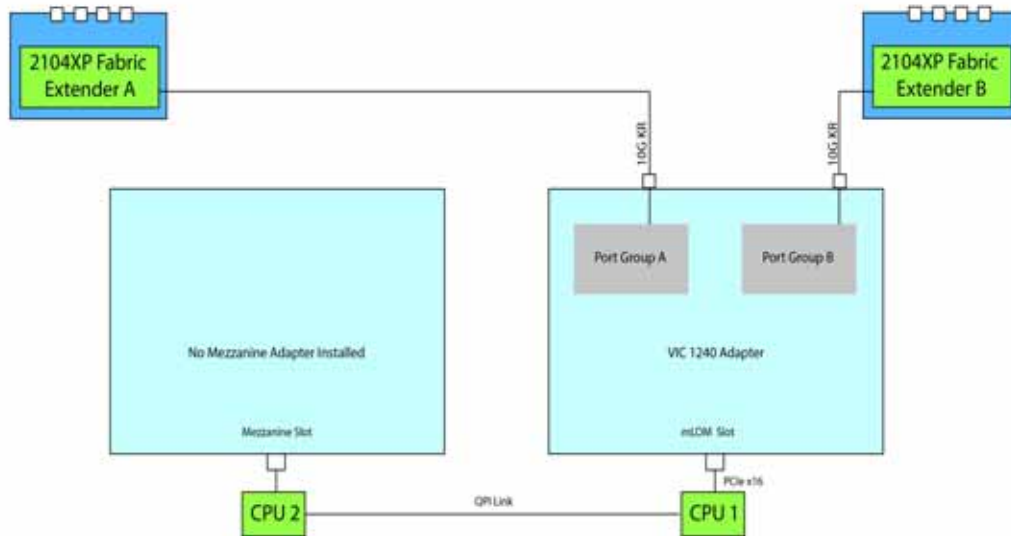 2104XP Fabric
Extender A
2104XP Fabric
Extender B
10G KR
10G KR
Port Group A
Port Group B
No Mezzanine Adapter Installed
VIC 1240 Adapter
Mezzanine Slot
mLOM Slot
PCIe x16
CPU 2
QPI Link
CPU 1